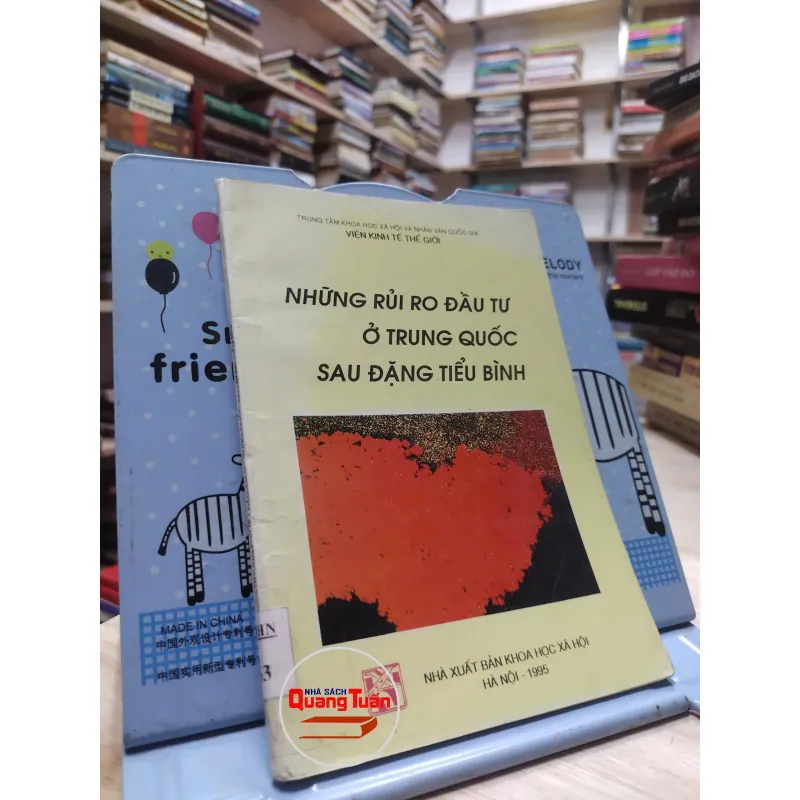 TRUNG TÂM KHOA HỌC XÃ HỘI VÀ NHÂN VĂN QUỐC GIA
VIỆN KINH TẾ THẾ GIỚI
NHỮNG RỦI RO ĐẦU TƯ
Ở TRUNG QUỐC
SAU ĐẶNG TIỂU BÌNH
NHÀ XUẤT BẢN KHOA HỌC XÃ HỘI
HÀ NỘI - 1995
HN
3
NHÀ SÁCH
Quang Tuấn
ELODY
frie
MADE IN CHINA
中国外观设计专利号
中国实用新型专利号